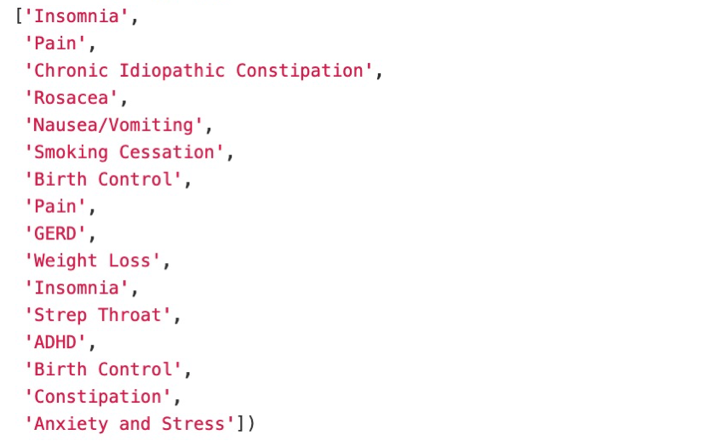 ['Insomnia',
'Pain',
'Chronic Idiopathic Constipation',
'Rosacea',
'Nausea/Vomiting',
'Smoking Cessation',
'Birth Control',
'Pain',
'GERD',
'Weight Loss',
'Insomnia',
'Strep Throat',
'ADHD',
'Birth Control',
'Constipation',
'Anxiety and Stress'])